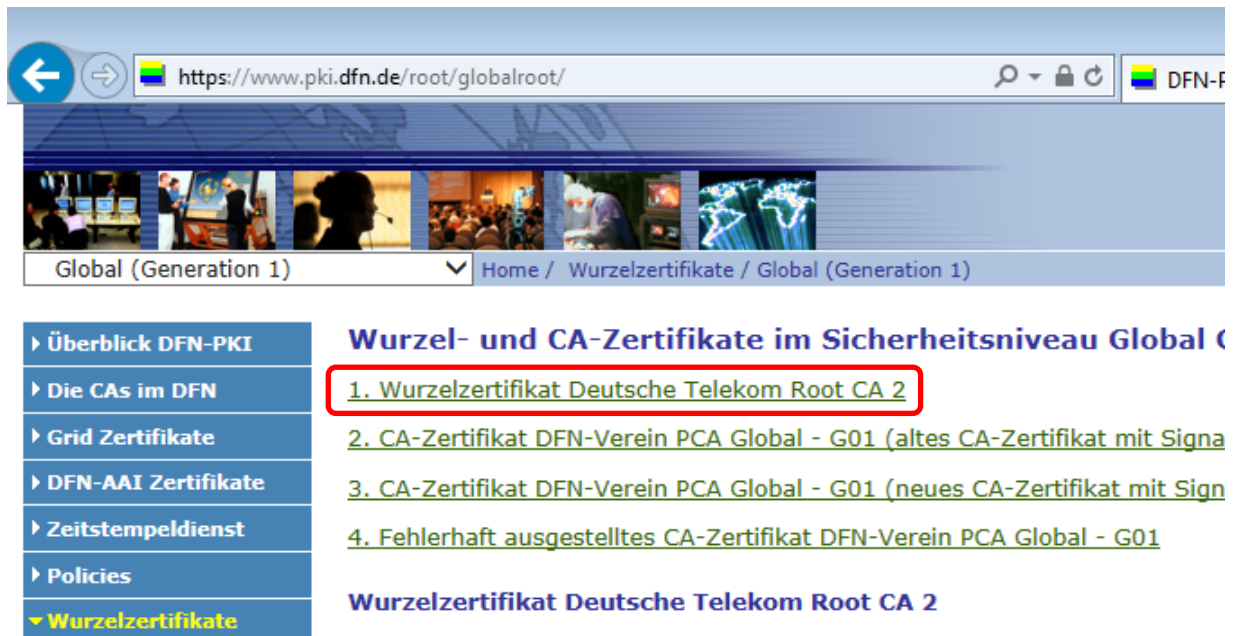 https://www.pki.dfn.de/root/globalroot/
DFN-P
Global (Generation 1)
Home / Wurzelzertifikate / Global (Generation 1)
Überblick DFN-PKI
Die CAs im DFN
Grid Zertifikate
DFN-AAI Zertifikate
Zeitstempeldienst
Policies
Wurzelzertifikate
Wurzel- und CA-Zertifikate im Sicherheitsniveau Global
1. Wurzelzertifikat Deutsche Telekom Root CA 2
2. CA-Zertifikat DFN-Verein PCA Global - G01 (altes CA-Zertifikat mit Signa
3. CA-Zertifikat DFN-Verein PCA Global - G01 (neues CA-Zertifikat mit Sign
4. Fehlerhaft ausgestelltes CA-Zertifikat DFN-Verein PCA Global - G01
Wurzelzertifikat Deutsche Telekom Root CA 2